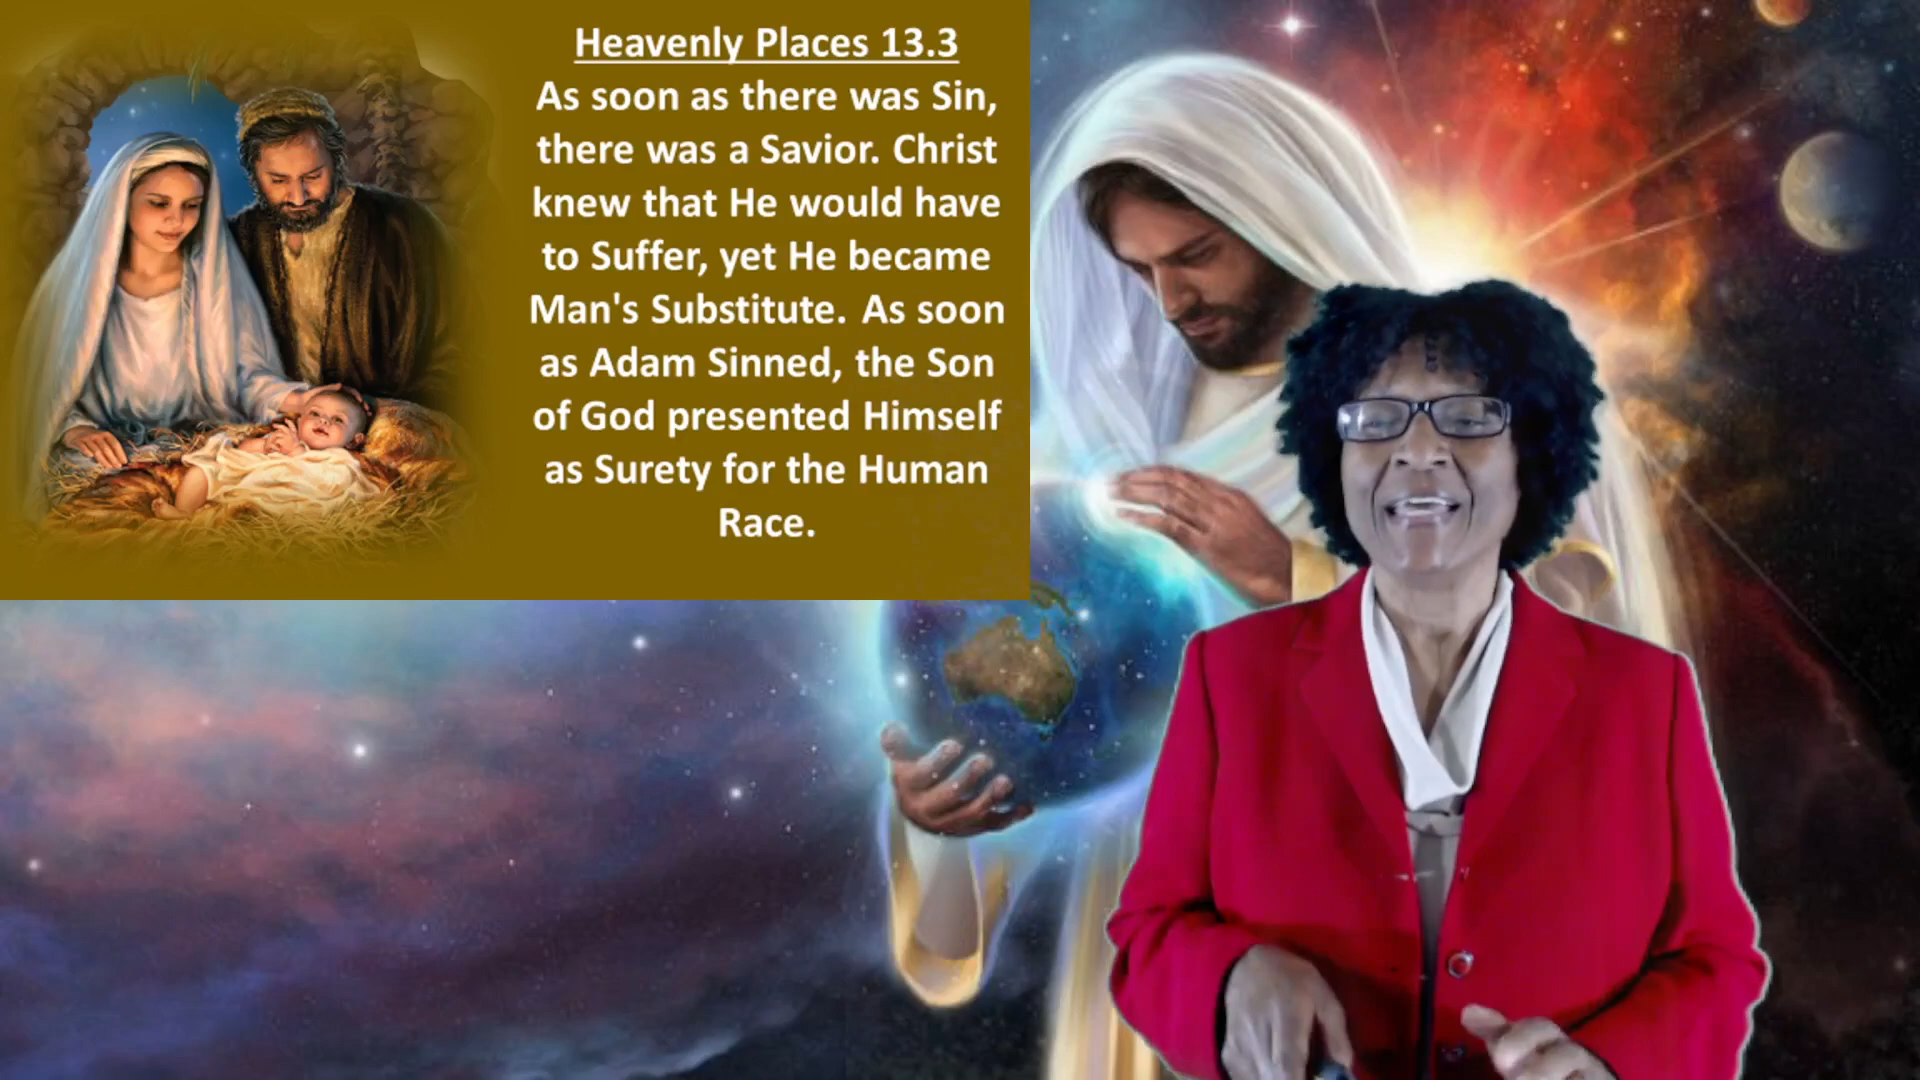 Heavenly Places 13.3
As soon as there was Sin,
there was a Savior. Christ
knew that He would have
to Suffer, yet He became
Man's Substitute. As soon
as Adam Sinned, the Son
of God presented Himself
as Surety for the Human
Race.